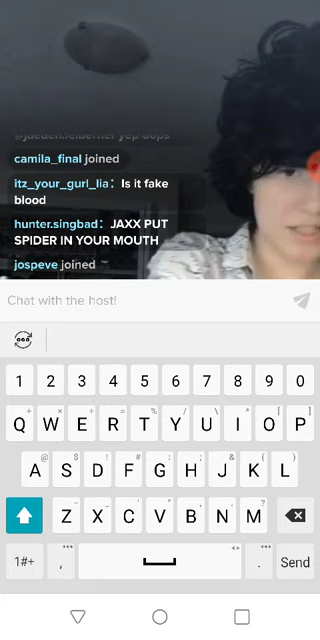 camila_final joined
itz_your_gurl_lia: Is it fake
blood
hunter.singbad: JAXX PUT
SPIDER IN YOUR MOUTH
jospeve joined
Chat with the host!
1 2 3 4 5 6 7 8 9 0
Q W E R T Y U I O P
A S D F G H J K L
Z X C V B N M
1#+ , . Send